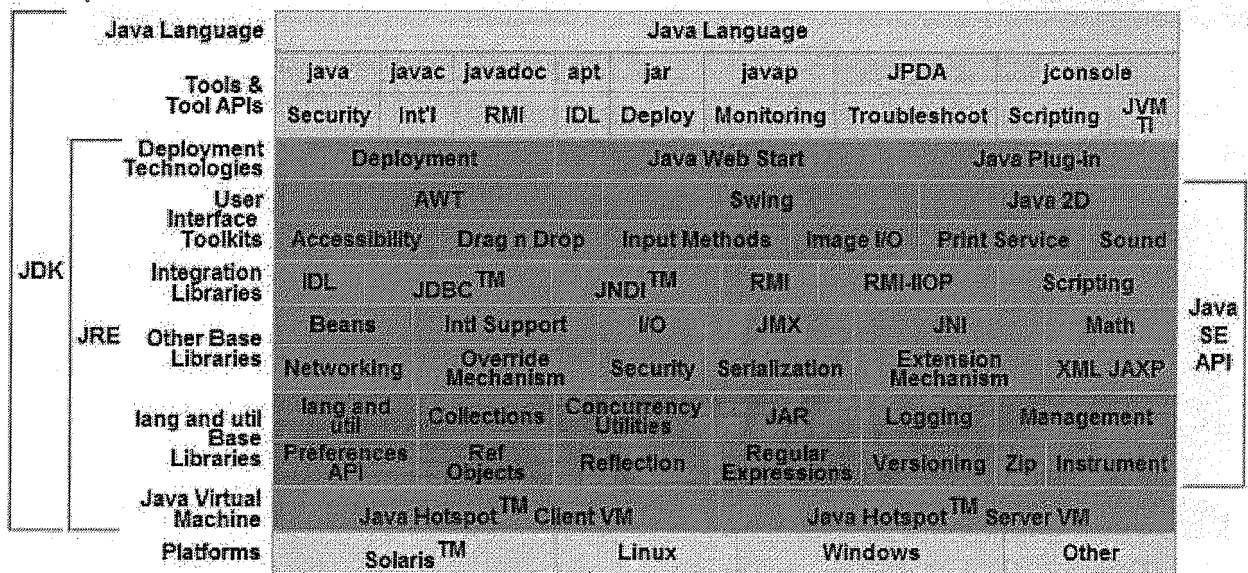 Java Language Java Language
Tools & Tool APIs java javac javadoc apt jar javap JPDA jconsole
Security Int'l RMI IDL Deploy Monitoring Troubleshoot Scripting JVM TI
Deployment Technologies Deployment Java Web Start Java Plug-in
User Interface Toolkits AWT Swing Java 2D
Accessibility Drag n Drop Input Methods Image I/O Print Service Sound
JDK
Integration Libraries IDL JDBC™ JNDI™ RMI RMI-IIOP Scripting
JRE
Other Base Libraries Beans Intl Support I/O JMX JNI Math
Java SE API
Networking Override Mechanism Security Serialization Extension Mechanism XML JAXP
lang and util Base Libraries lang and util Collections Concurrency Utilities JAR Logging Management
Preferences API Ref Objects Reflection Regular Expressions Versioning Zip Instrument
Java Virtual Machine Java Hotspot™ Client VM Java Hotspot™ Server VM
Platforms Solaris™ Linux Windows Other